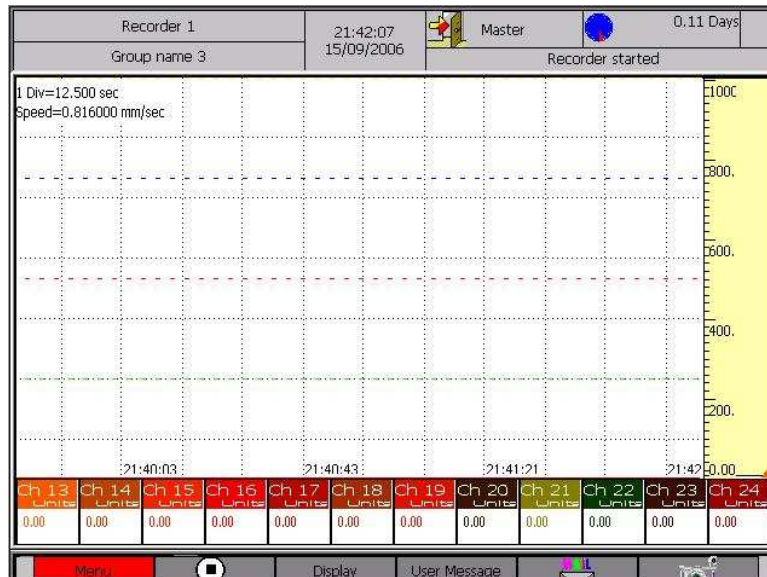 Recorder 1
Group name 3
21:42:07
15/09/2006
Master
0.11 Days
Recorder started
1 Div=12.500 sec
Speed=0.816000 mm/sec
1000
800.
600.
400.
200.
0.00
21:40:03 21:40:43 21:41:21 21:42
Ch 13 Ch 14 Ch 15 Ch 16 Ch 17 Ch 18 Ch 19 Ch 20 Ch 21 Ch 22 Ch 23 Ch 24
Units Units Units Units Units Units Units Units Units Units Units Units
0.00 0.00 0.00 0.00 0.00 0.00 0.00 0.00 0.00 0.00 0.00 0.00
Menu Display User Message MAIL